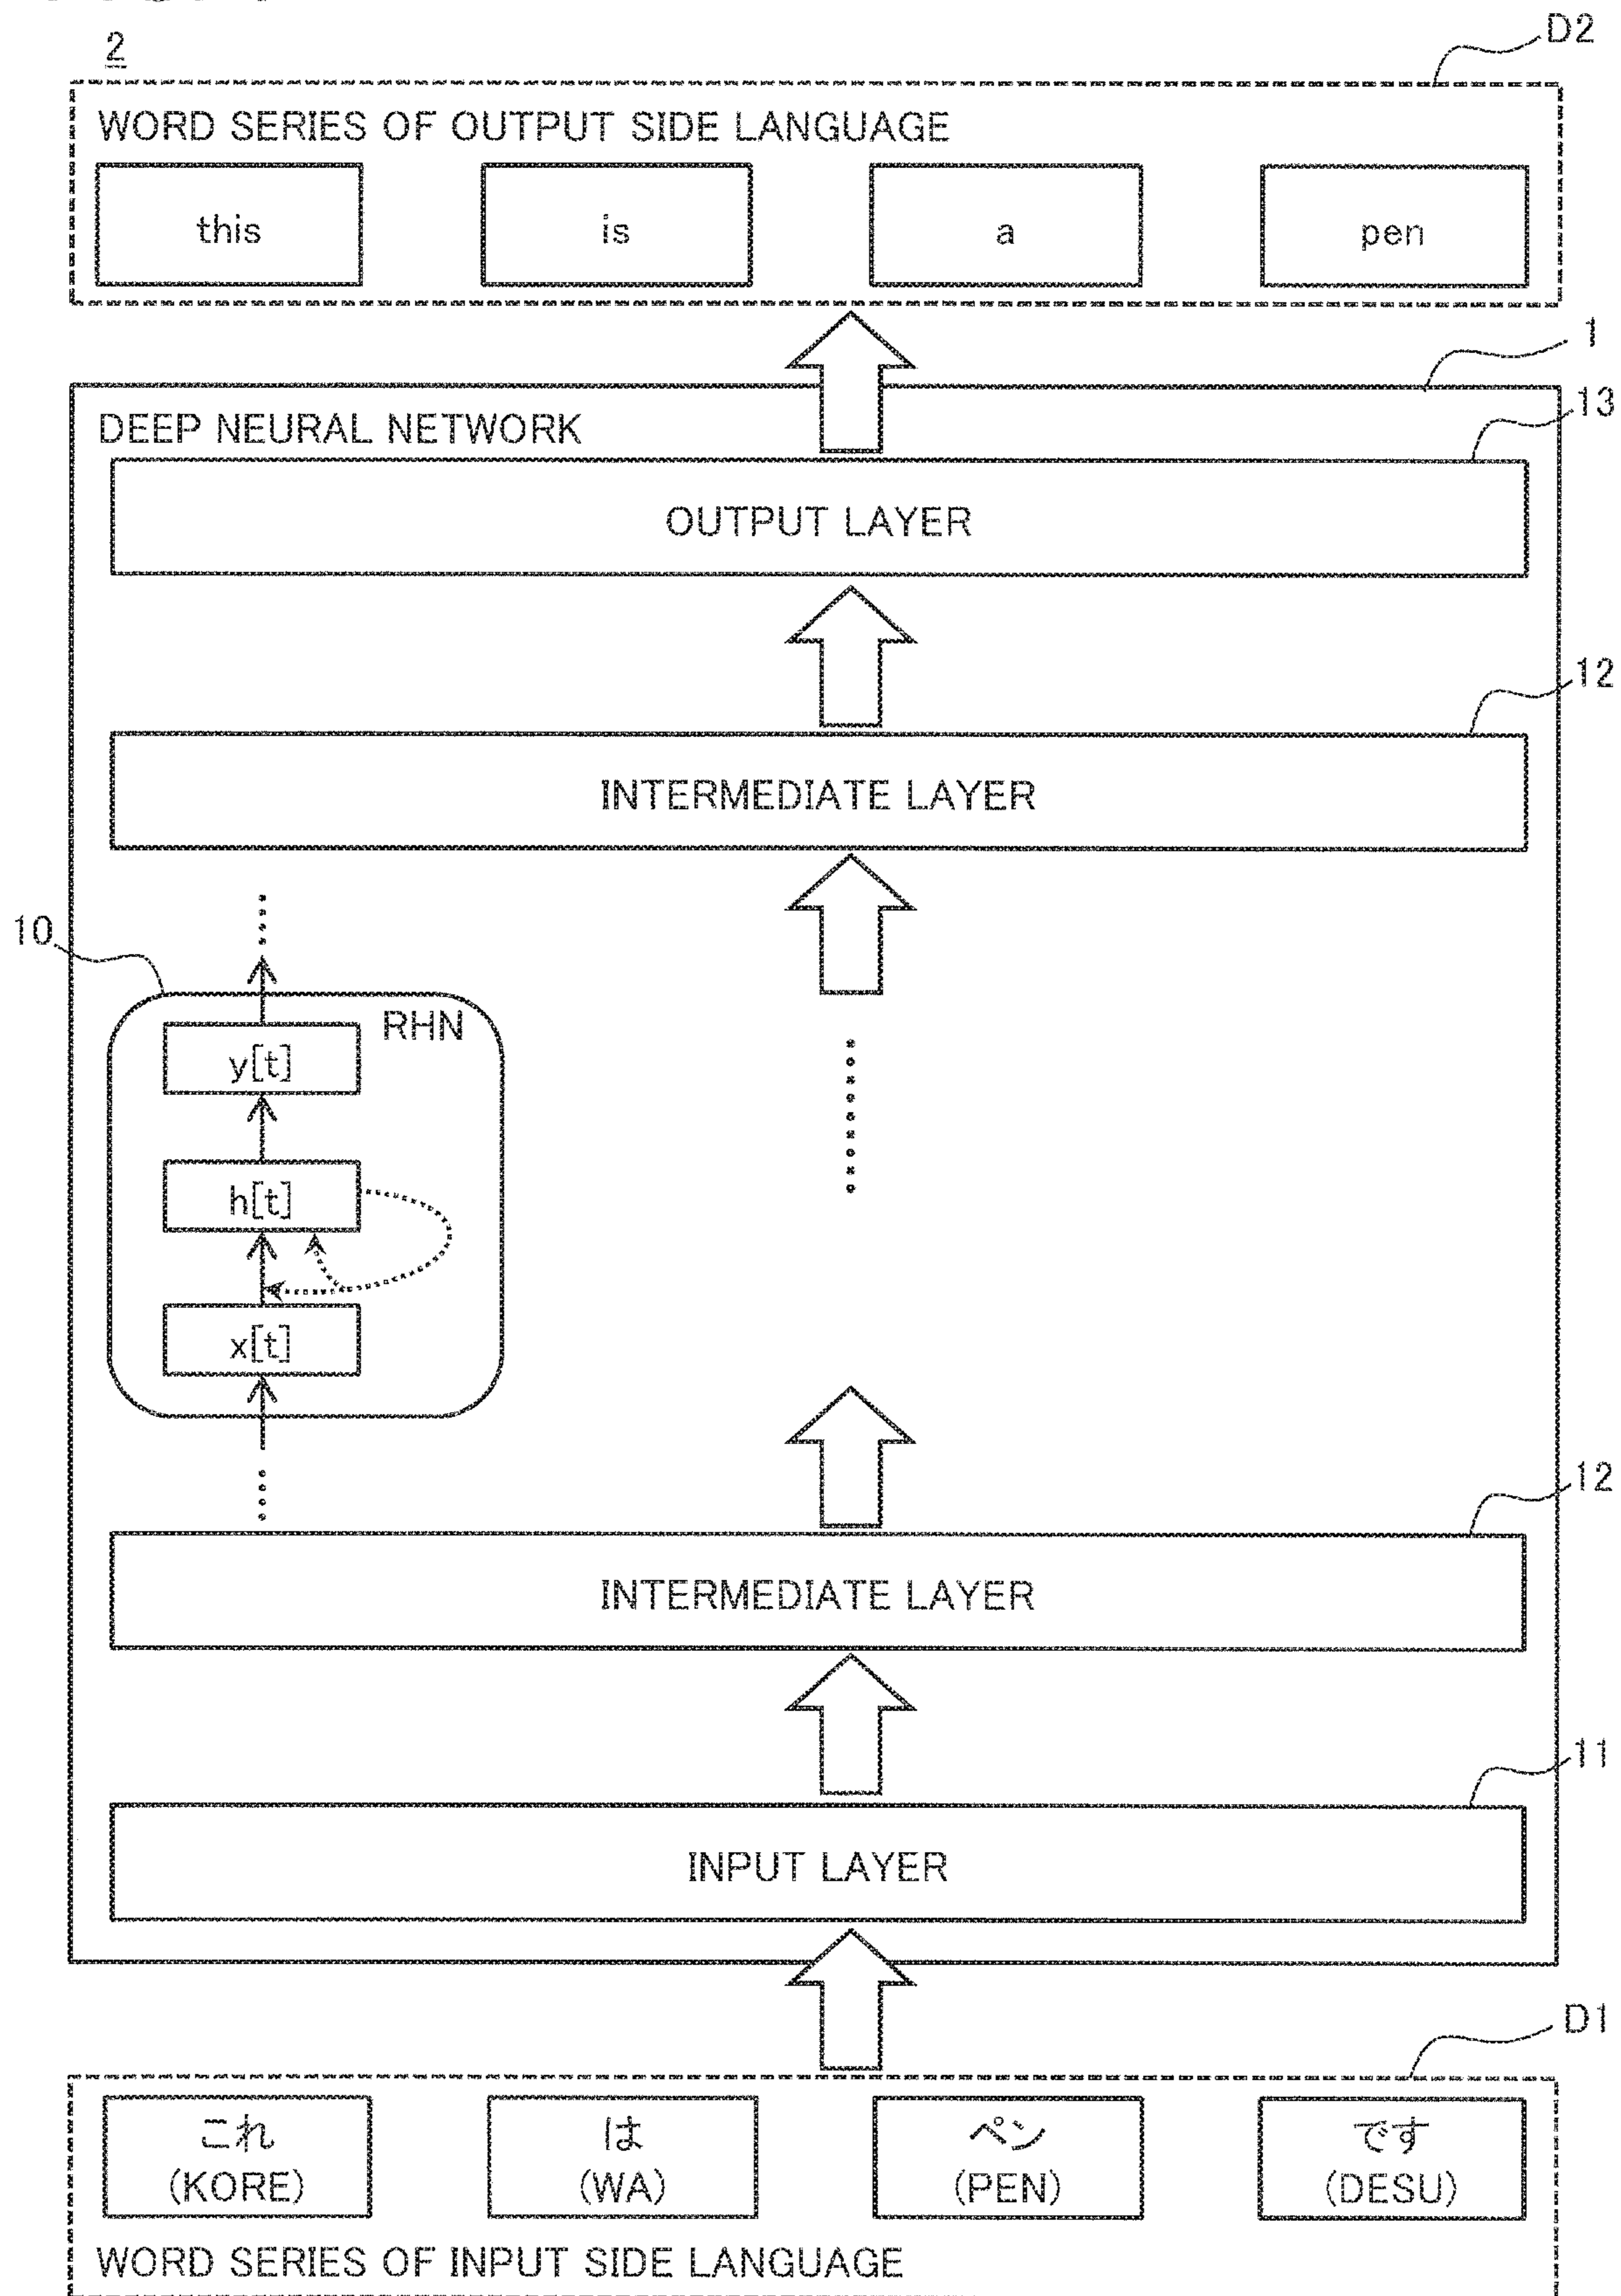 2
D2
WORD SERIES OF OUTPUT SIDE LANGUAGE
this
is
a
pen
1
DEEP NEURAL NETWORK
13
OUTPUT LAYER
12
INTERMEDIATE LAYER
10
RHN
y[t]
h[t]
x[t]
12
INTERMEDIATE LAYER
11
INPUT LAYER
D1
これ
(KORE)
は
(WA)
ペン
(PEN)
です
(DESU)
WORD SERIES OF INPUT SIDE LANGUAGE